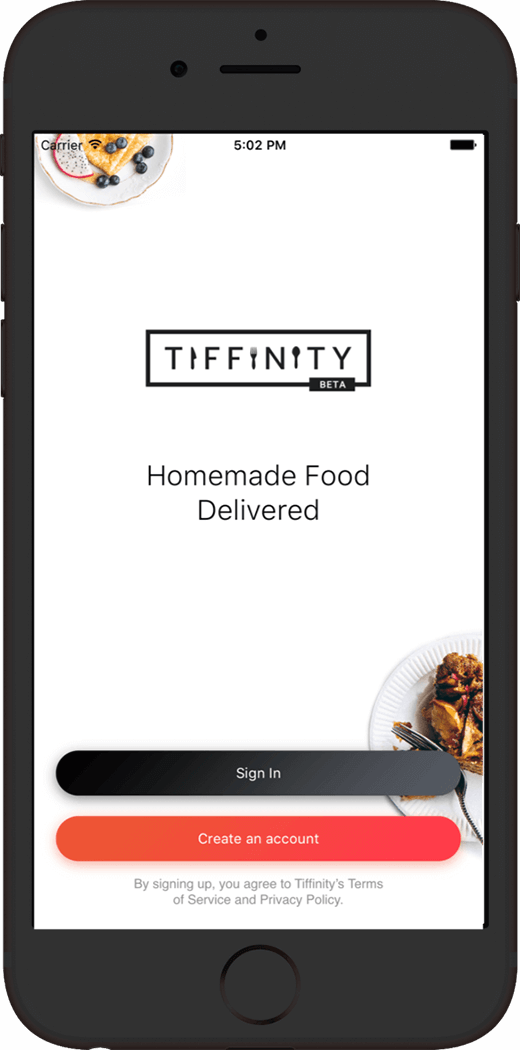 Carrier 5:02 PM
TIFFINITY
BETA
Homemade Food
Delivered
Sign In
Create an account
By signing up, you agree to Tiffinity's Terms
of Service and Privacy Policy.